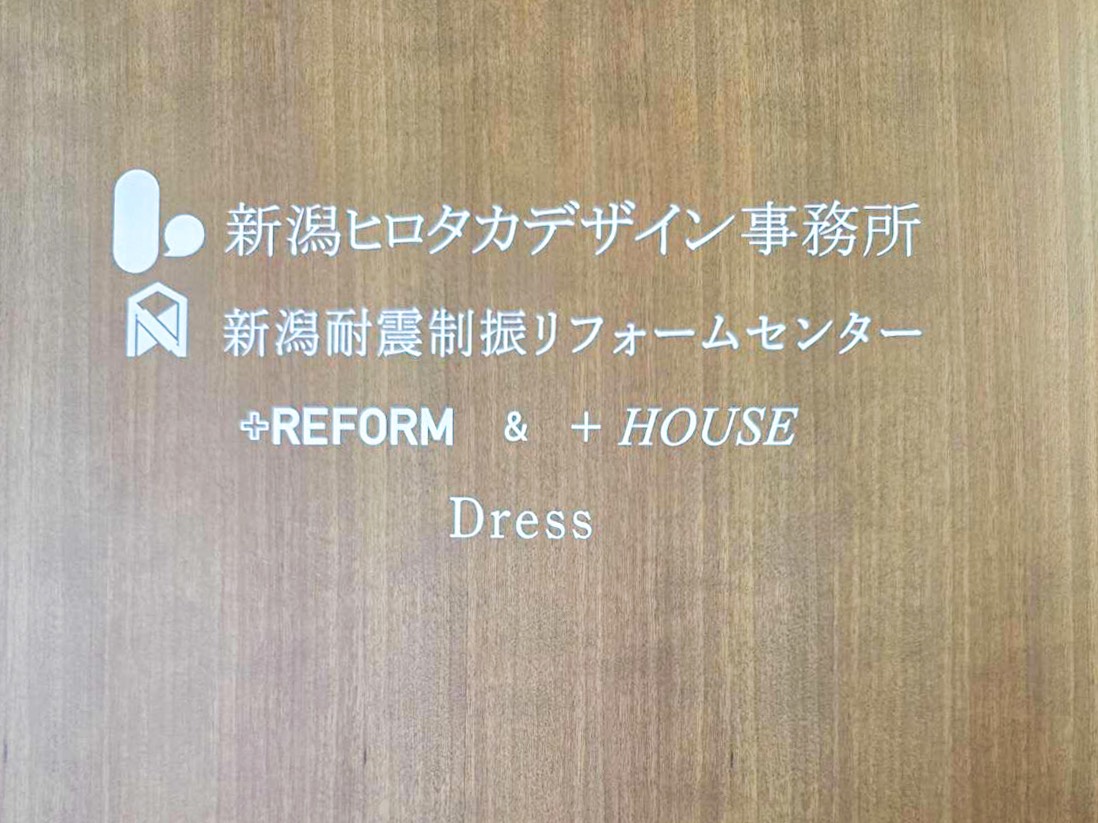 新潟ヒロタカデザイン事務所
新潟耐震制振リフォームセンター
+REFORM & + HOUSE
Dress